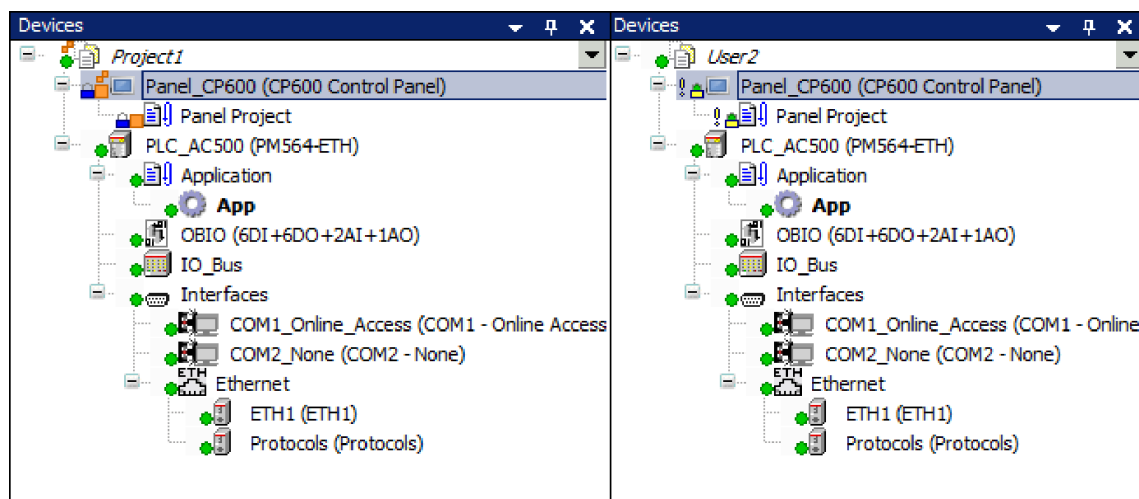 Devices
Project1
Panel_CP600 (CP600 Control Panel)
Panel Project
PLC_AC500 (PM564-ETH)
Application
App
OBIO (6DI+6DO+2AI+1AO)
IO_Bus
Interfaces
COM1_Online_Access (COM1 - Online Access
COM2_None (COM2 - None)
ETH
Ethernet
ETH1 (ETH1)
Protocols (Protocols)
Devices
User2
Panel_CP600 (CP600 Control Panel)
Panel Project
PLC_AC500 (PM564-ETH)
Application
App
OBIO (6DI+6DO+2AI+1AO)
IO_Bus
Interfaces
COM1_Online_Access (COM1 - Online
COM2_None (COM2 - None)
ETH
Ethernet
ETH1 (ETH1)
Protocols (Protocols)